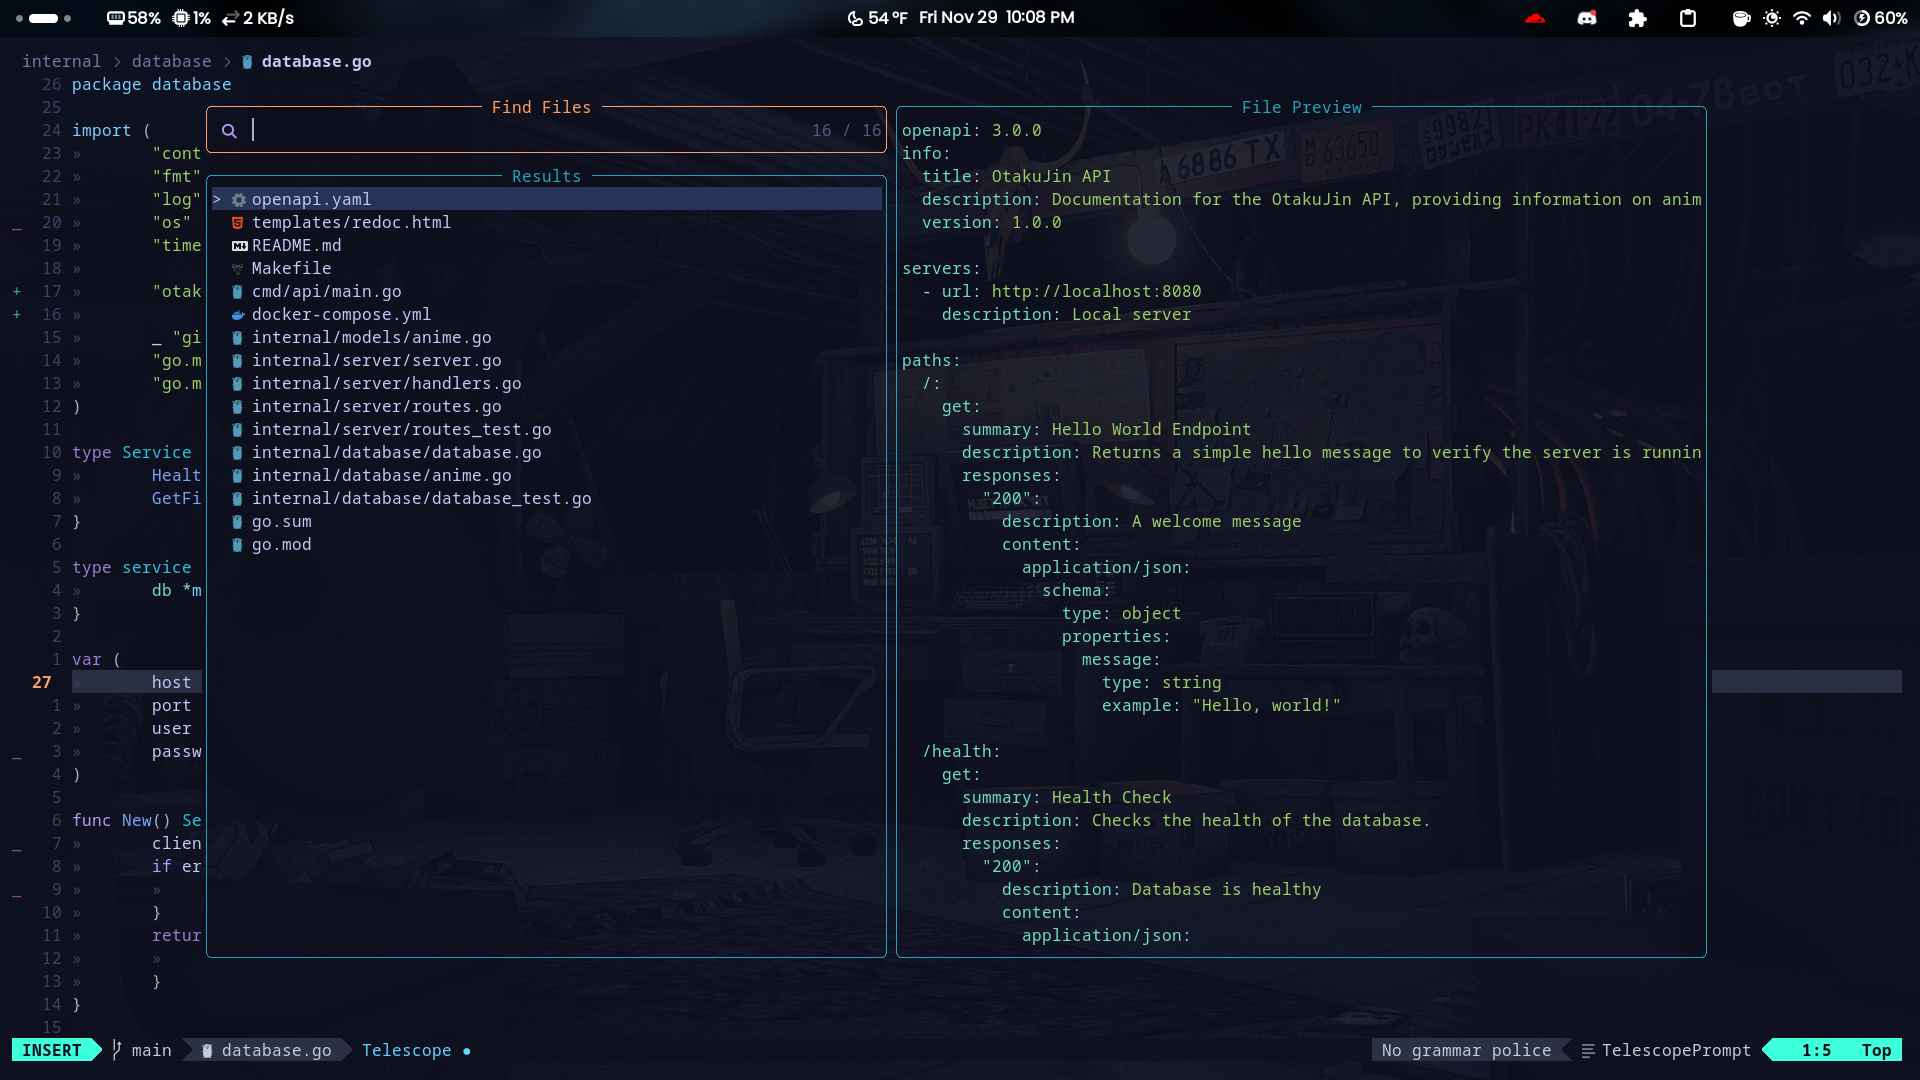 58% 1% 2 KB/s 54 °F Fri Nov 29 10:08 PM 60%
internal > database > database.go
26 package database
25
24 import (
23 » "cont
22 » "fmt"
21 » "log"
_ 20 » "os"
19 » "time
18 »
+ 17 » "otak
+ 16 »
15 » _ "gi
14 » "go.m
13 » "go.m
12 )
11
10 type Service
9 » Healt
8 » GetFi
7 }
6
5 type service
4 » db *m
3 }
2
1 var (
27 » host
1 » port
2 » user
_ 3 » passw
4 )
5
6 func New() Se
_ 7 » clien
8 » if er
_ 9 » »
10 » }
11 » retur
12 » »
13 » }
14 }
15
Find Files
16 / 16
Results
> openapi.yaml
templates/redoc.html
README.md
Makefile
cmd/api/main.go
docker-compose.yml
internal/models/anime.go
internal/server/server.go
internal/server/handlers.go
internal/server/routes.go
internal/server/routes_test.go
internal/database/database.go
internal/database/anime.go
internal/database/database_test.go
go.sum
go.mod
File Preview
openapi: 3.0.0
info:
title: OtakuJin API
description: Documentation for the OtakuJin API, providing information on anim
version: 1.0.0
servers:
- url: http://localhost:8080
description: Local server
paths:
/:
get:
summary: Hello World Endpoint
description: Returns a simple hello message to verify the server is runnin
responses:
"200":
description: A welcome message
content:
application/json:
schema:
type: object
properties:
message:
type: string
example: "Hello, world!"
/health:
get:
summary: Health Check
description: Checks the health of the database.
responses:
"200":
description: Database is healthy
content:
application/json:
INSERT main database.go Telescope ● No grammar police TelescopePrompt 1:5 Top
A6886 TX
MD 63650
PK41·22
04·78BOT
032·K